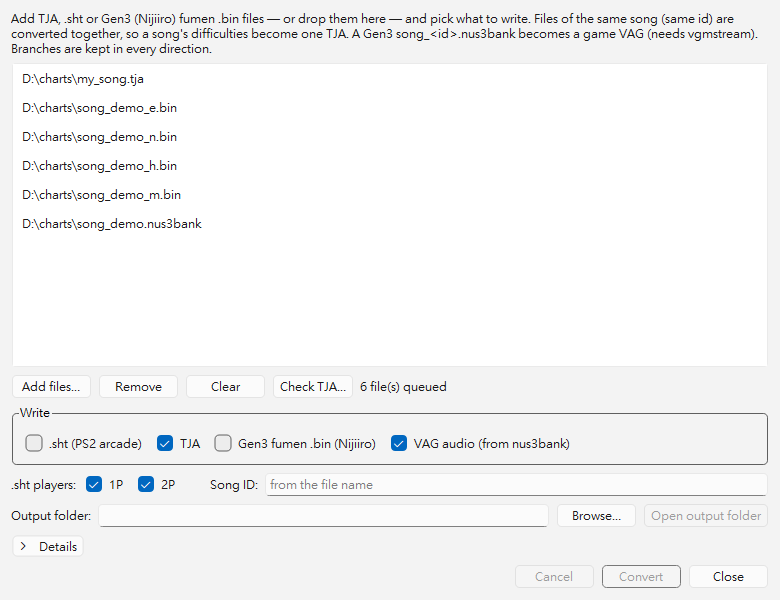 Add TJA, .sht or Gen3 (Nijiiro) fumen .bin files — or drop them here — and pick what to write. Files of the same song (same id) are
converted together, so a song's difficulties become one TJA. A Gen3 song_<id>.nus3bank becomes a game VAG (needs vgmstream).
Branches are kept in every direction.
D:\charts\my_song.tja
D:\charts\song_demo_e.bin
D:\charts\song_demo_n.bin
D:\charts\song_demo_h.bin
D:\charts\song_demo_m.bin
D:\charts\song_demo.nus3bank
Add files... Remove Clear Check TJA... 6 file(s) queued
Write
.sht (PS2 arcade) TJA Gen3 fumen .bin (Nijiiro) VAG audio (from nus3bank)
.sht players: 1P 2P Song ID: from the file name
Output folder: Browse... Open output folder
Details
Cancel Convert Close